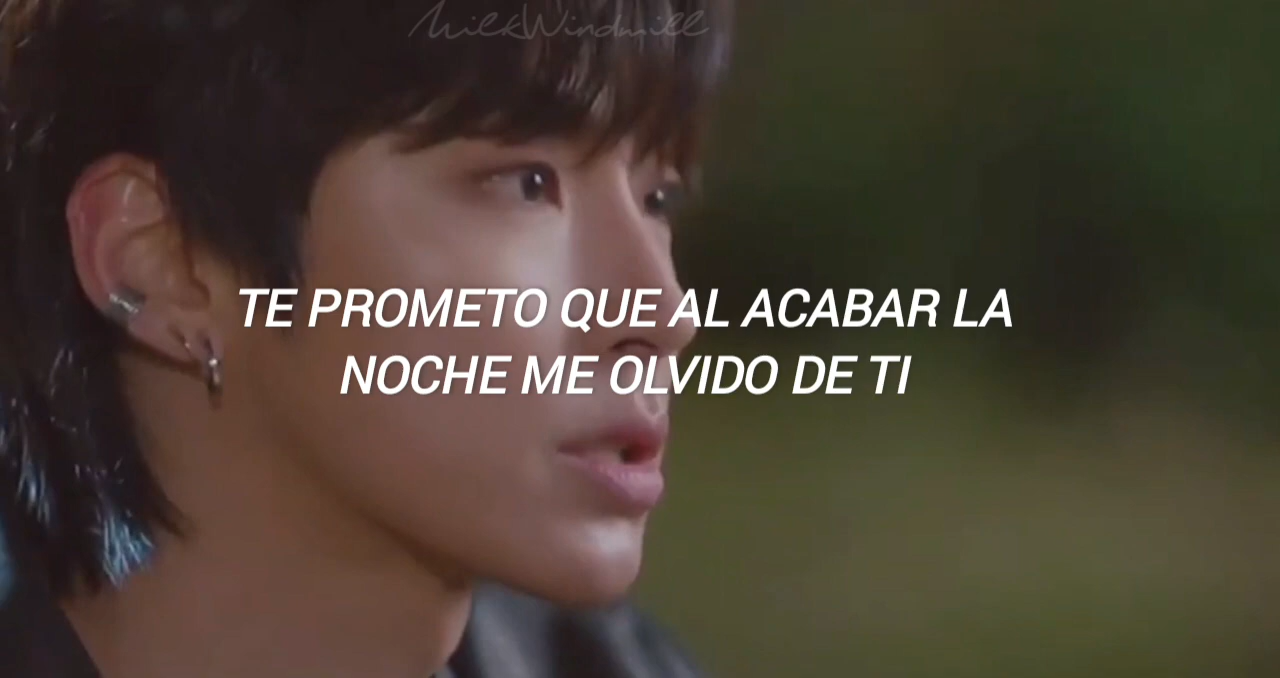 MilkWindmill
TE PROMETO QUE AL ACABAR LA
NOCHE ME OLVIDO DE TI